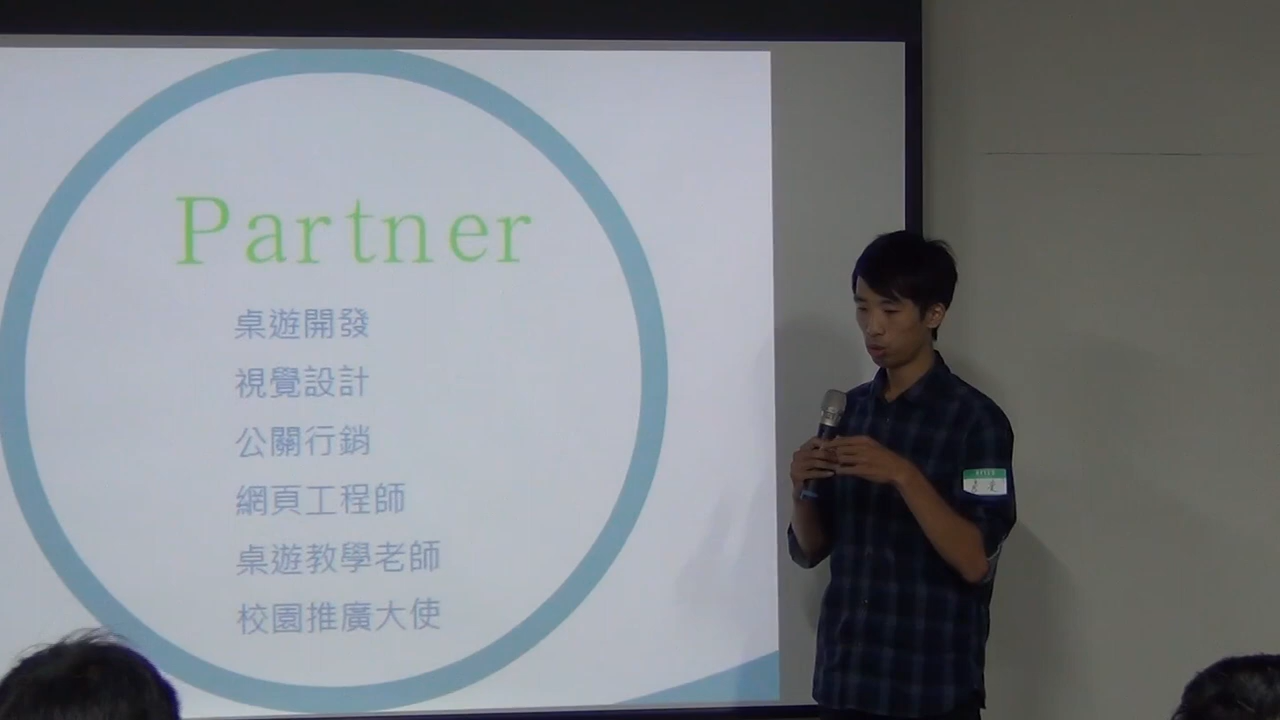 Partner
桌遊開發
視覺設計
公關行銷
網頁工程師
桌遊教學老師
校園推廣大使